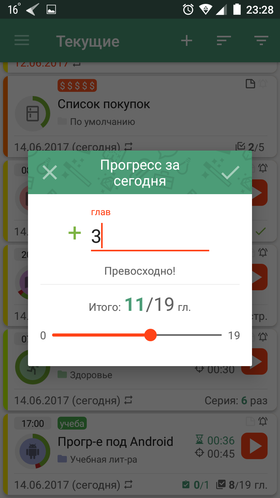 16° 23:28
Текущие
12.06.2017
$$$$$
Список покупок
По умолчанию
14.06.2017 (сегодня) 2/5
Прогресс за
сегодня
глав
+ 3
Превосходно!
Итого: 11/19 гл.
0 19
Здоровье 00:30
14.06.2017 (сегодня) Серия: 6 раз
17:00 учеба
Прогр-е под Android 00:36
Учебная лит-ра 00:45
14.06.2017 (сегодня) 0/1 8/19 гл.